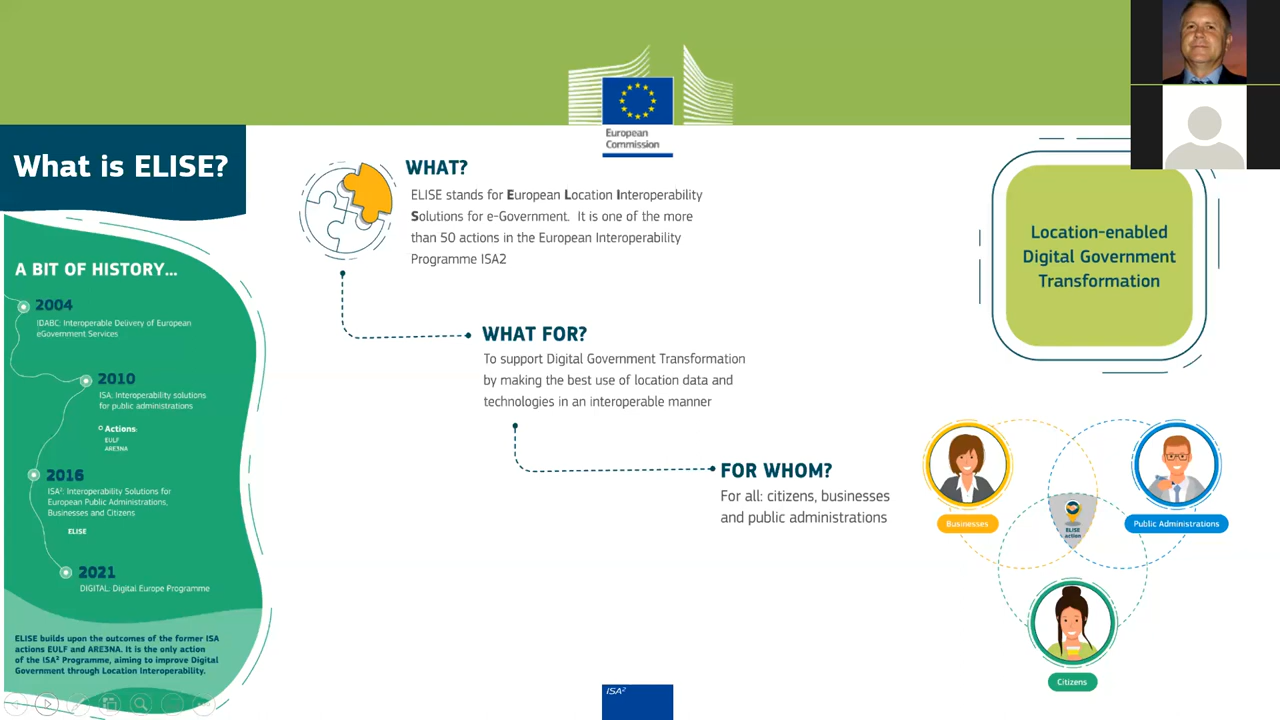 European
Commission
What is ELISE?
A BIT OF HISTORY...
2004
IDABC: Interoperable Delivery of European
eGovernment Services
2010
ISA: Interoperability solutions
for public administrations
Actions:
EULF
ARE3NA
2016
ISA²: Interoperability Solutions for
European Public Administrations,
Businesses and Citizens
ELISE
2021
DIGITAL: Digital Europe Programme
ELISE builds upon the outcomes of the former ISA
actions EULF and ARE3NA. It is the only action
of the ISA² Programme, aiming to improve Digital
Government through Location Interoperability.
WHAT?
ELISE stands for European Location Interoperability
Solutions for e-Government. It is one of the more
than 50 actions in the European Interoperability
Programme ISA2
WHAT FOR?
To support Digital Government Transformation
by making the best use of location data and
technologies in an interoperable manner
FOR WHOM?
For all: citizens, businesses
and public administrations
Location-enabled
Digital Government
Transformation
Businesses
Public Administrations
ELISE
Action
Citizens
ISA²